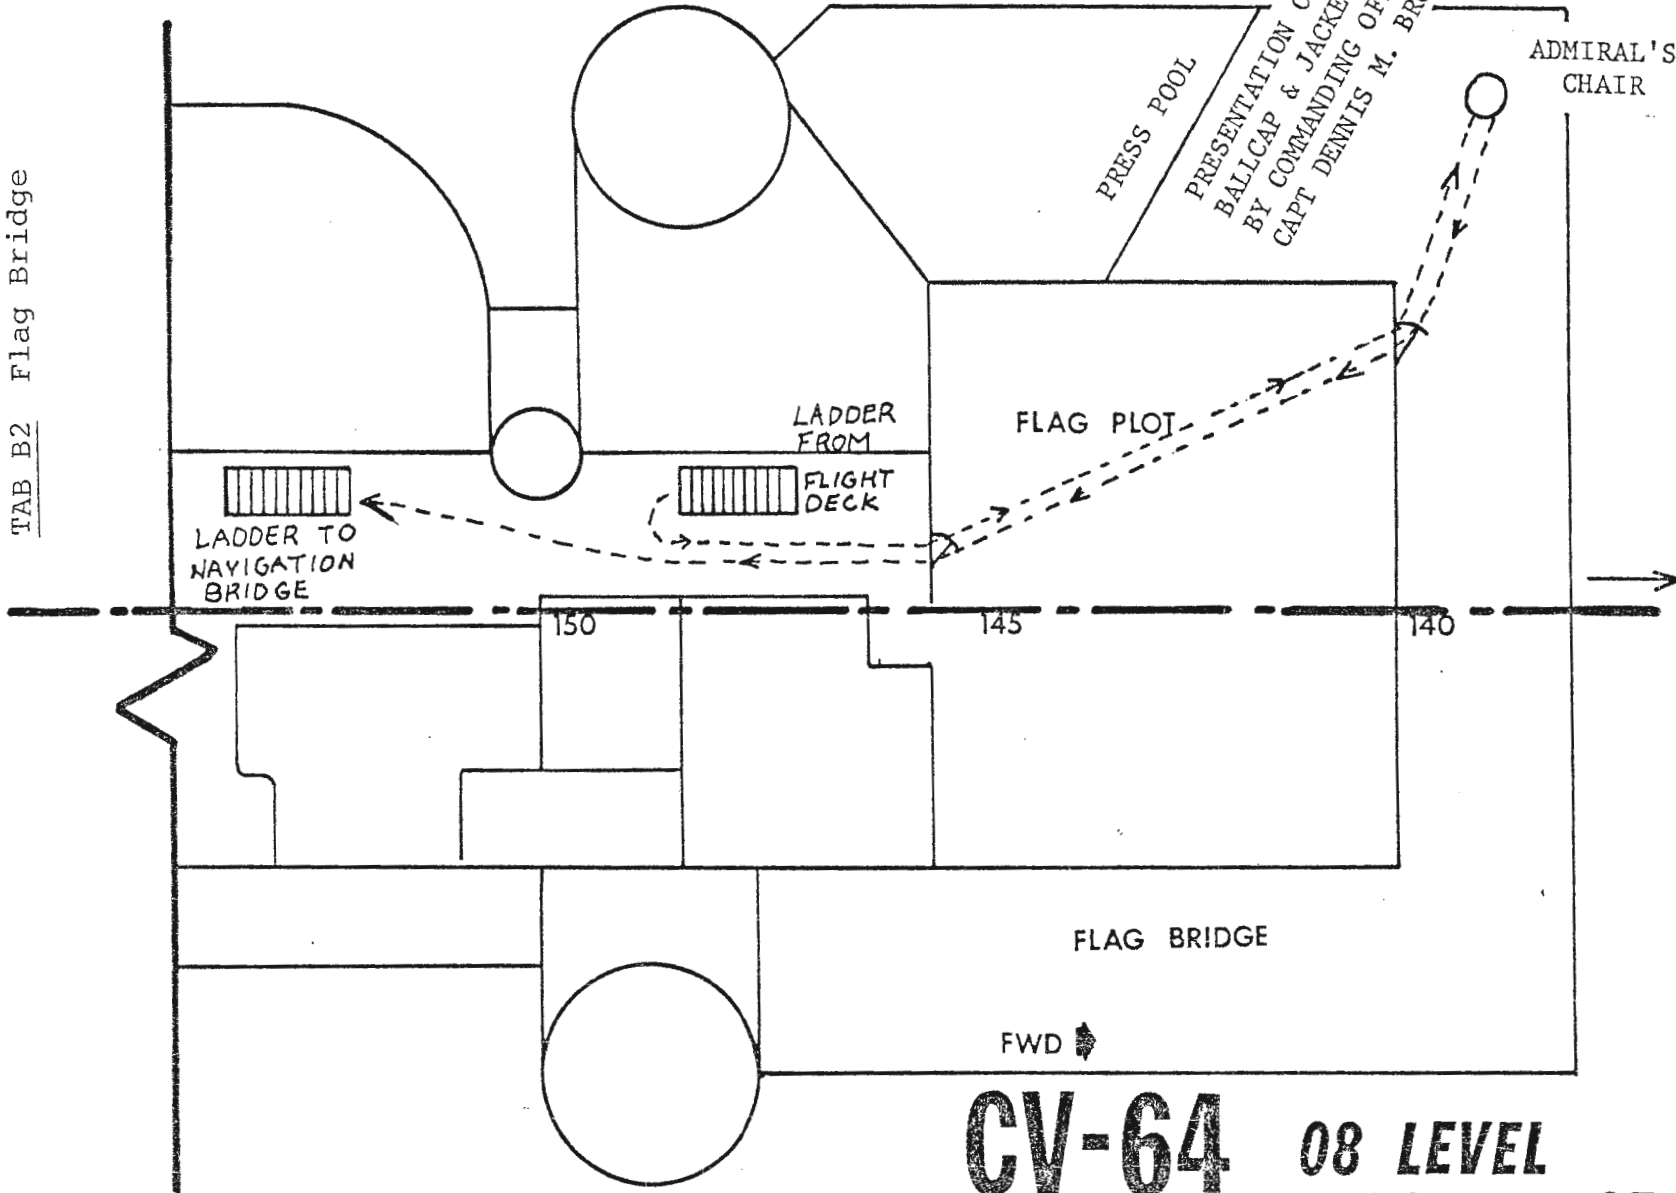 TAB B2 Flag Bridge
ADMIRAL'S
CHAIR
PRESS POOL
PRESENTATION
BALLCAP & JACKE
BY COMMANDING OF
CAPT DENNIS M.
LADDER
FROM
FLIGHT
DECK
FLAG PLOT
LADDER TO
NAVIGATION
BRIDGE
150
145
140
FLAG BRIDGE
FWD
CV-64
08 LEVEL